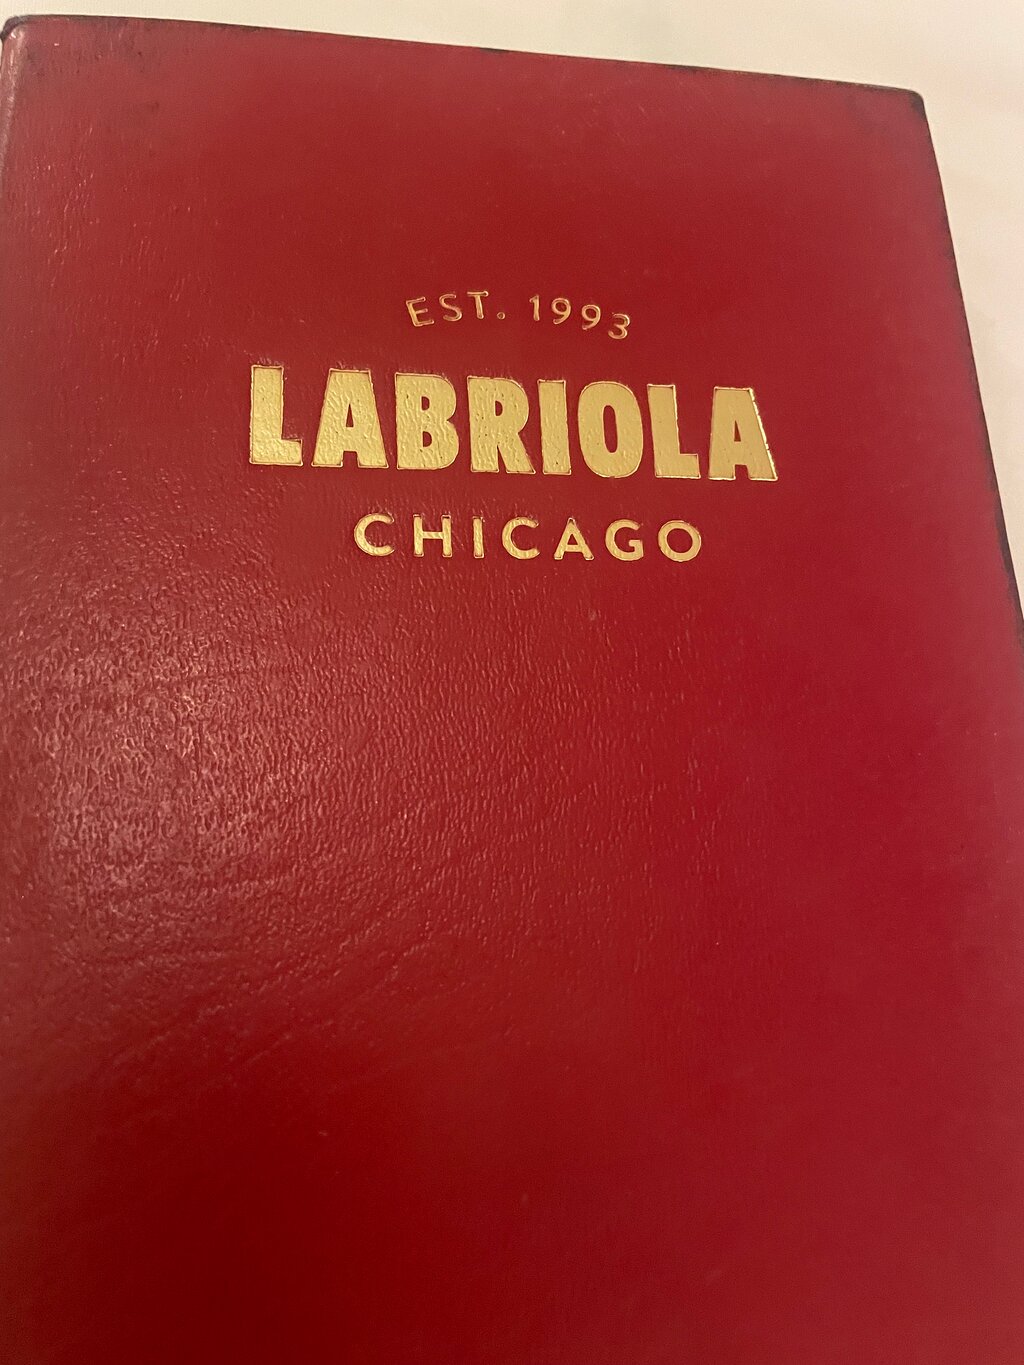 EST. 1993
LABRIOLA
CHICAGO